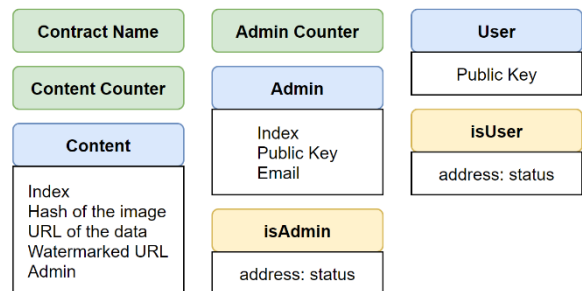 Contract Name
Content Counter
Content
Index
Hash of the image
URL of the data
Watermarked URL
Admin
Admin Counter
Admin
Index
Public Key
Email
isAdmin
address: status
User
Public Key
isUser
address: status